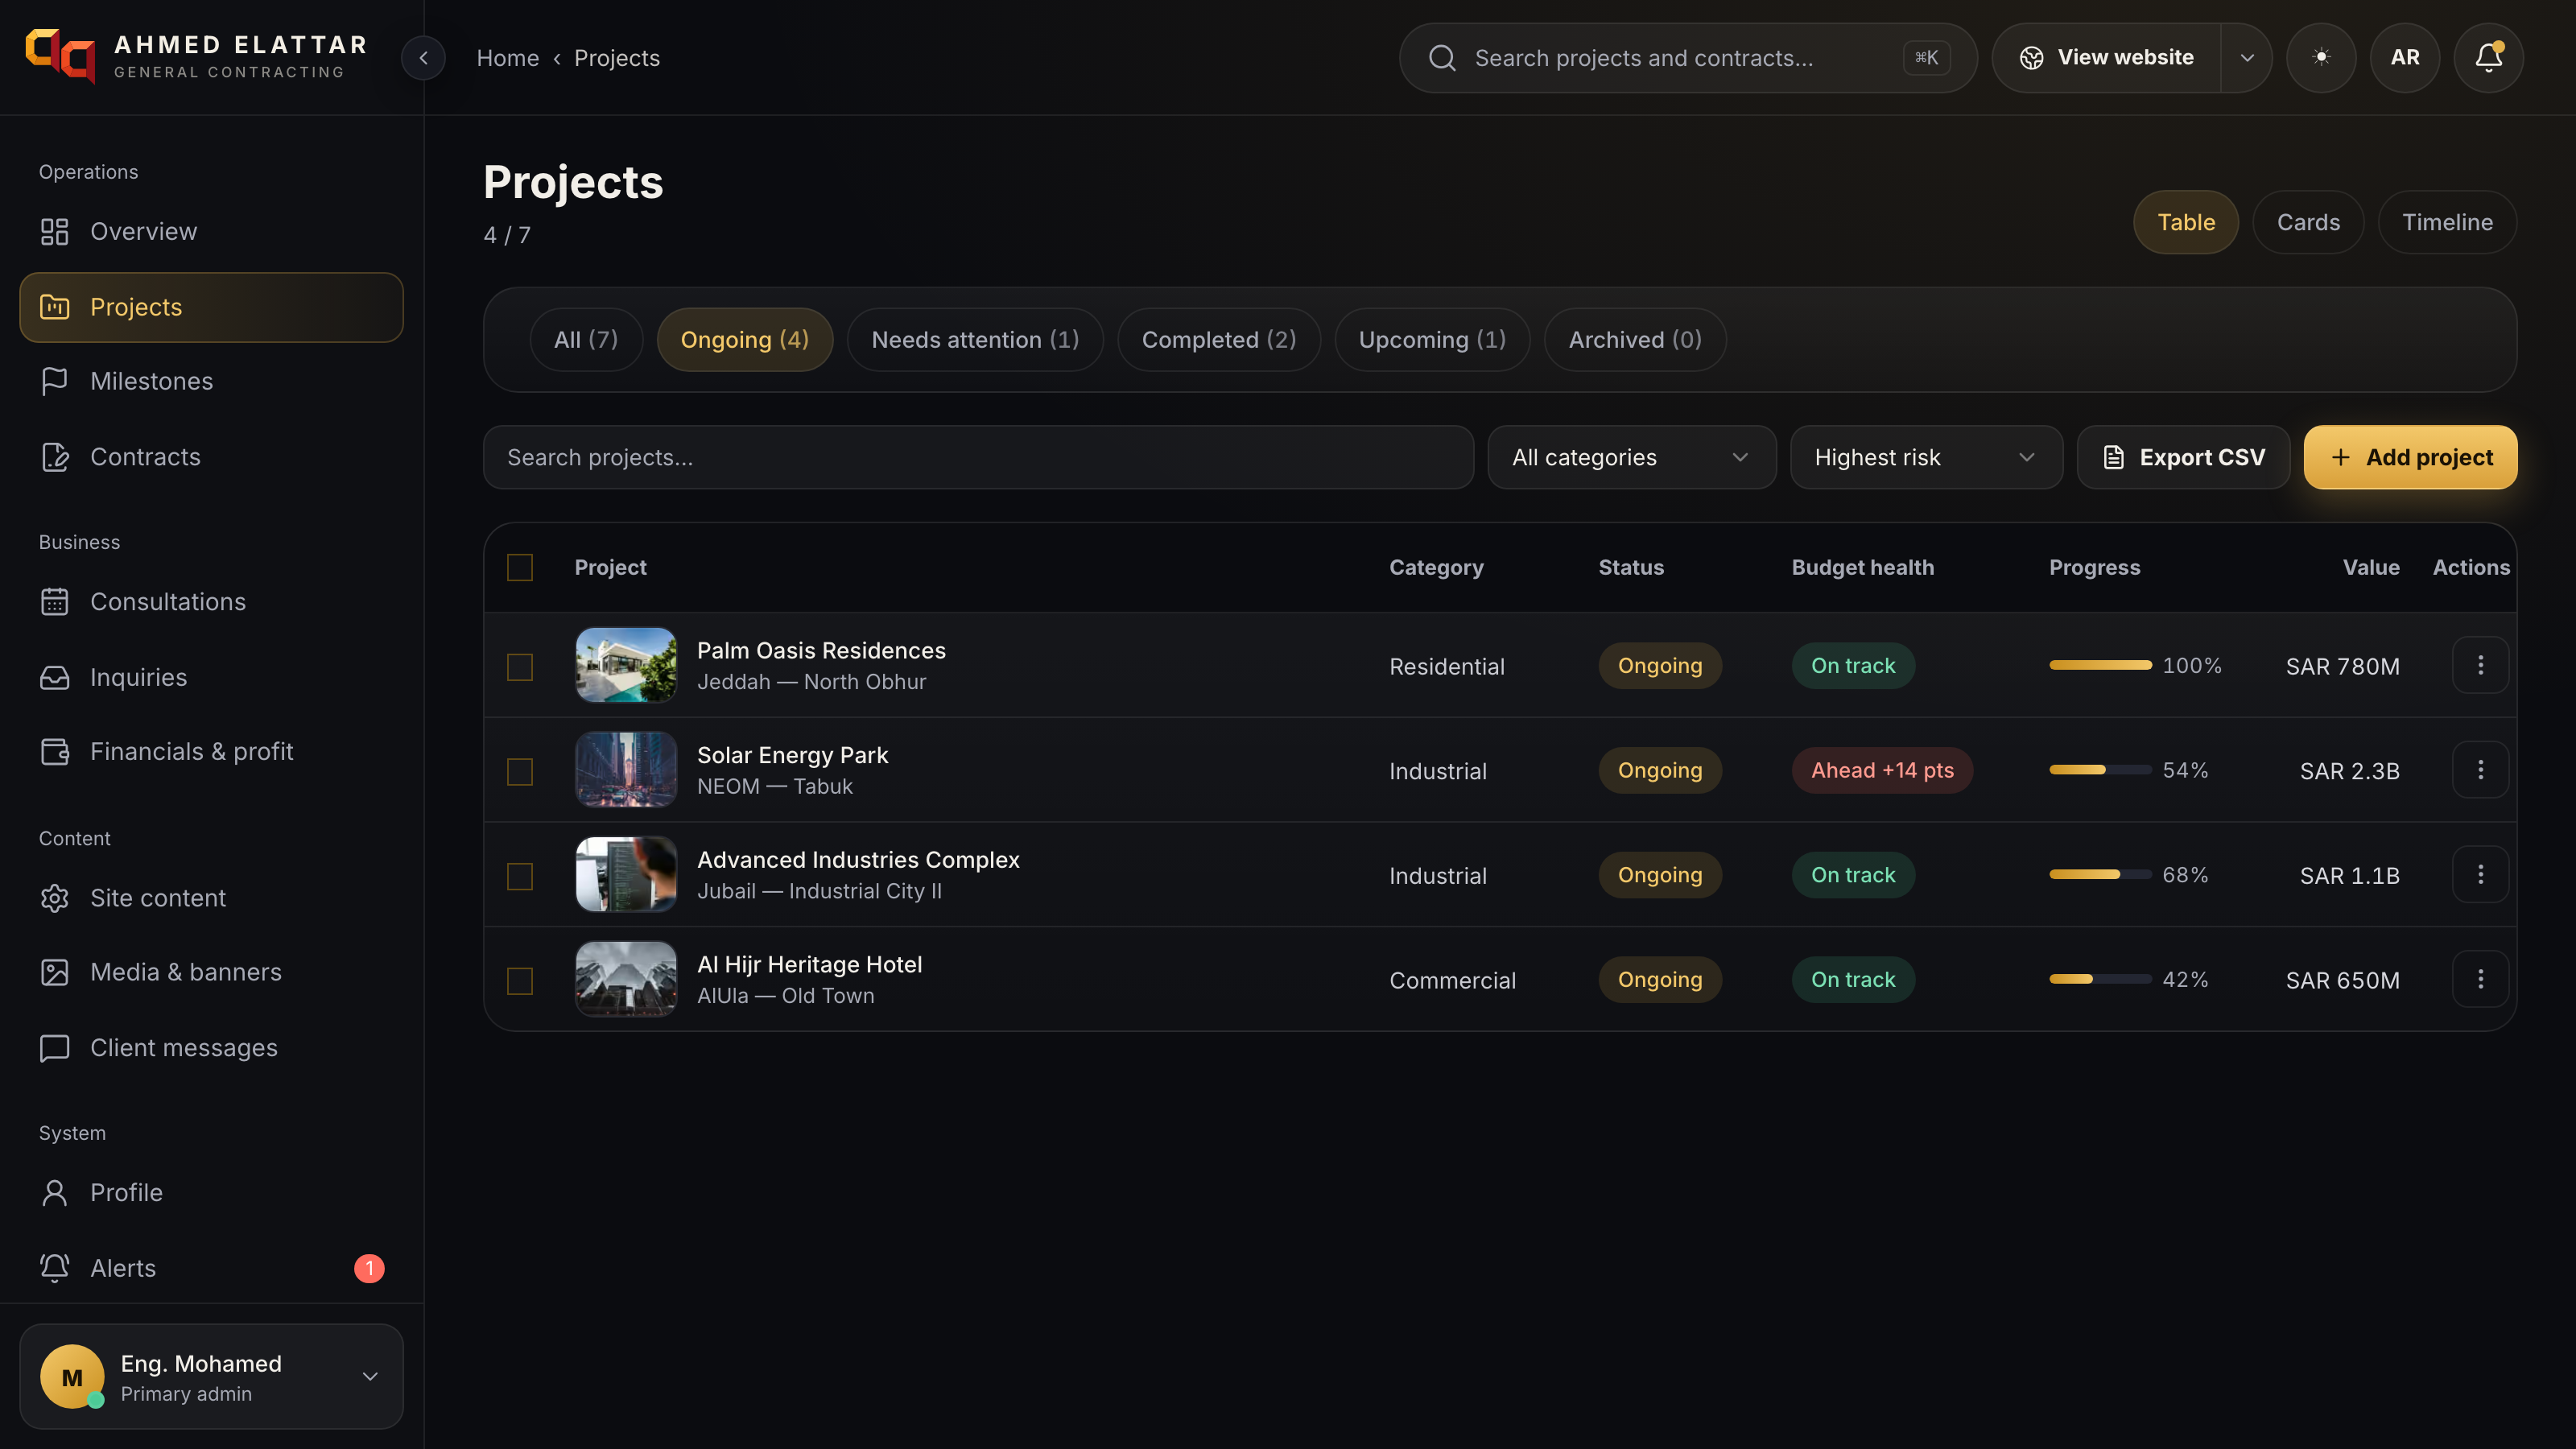 AHMED ELATTAR
GENERAL CONTRACTING
Home ‹ Projects
Search projects and contracts...
⌘K
View website
AR
Operations
Overview
Projects
Milestones
Contracts
Business
Consultations
Inquiries
Financials & profit
Content
Site content
Media & banners
Client messages
System
Profile
Alerts
1
M
Eng. Mohamed
Primary admin
Projects
4 / 7
Table
Cards
Timeline
All (7)
Ongoing (4)
Needs attention (1)
Completed (2)
Upcoming (1)
Archived (0)
Search projects...
All categories
Highest risk
Export CSV
+ Add project
Project Category Status Budget health Progress Value Actions
Palm Oasis Residences
Jeddah — North Obhur
Residential Ongoing On track 100% SAR 780M
Solar Energy Park
NEOM — Tabuk
Industrial Ongoing Ahead +14 pts 54% SAR 2.3B
Advanced Industries Complex
Jubail — Industrial City II
Industrial Ongoing On track 68% SAR 1.1B
Al Hijr Heritage Hotel
AlUla — Old Town
Commercial Ongoing On track 42% SAR 650M